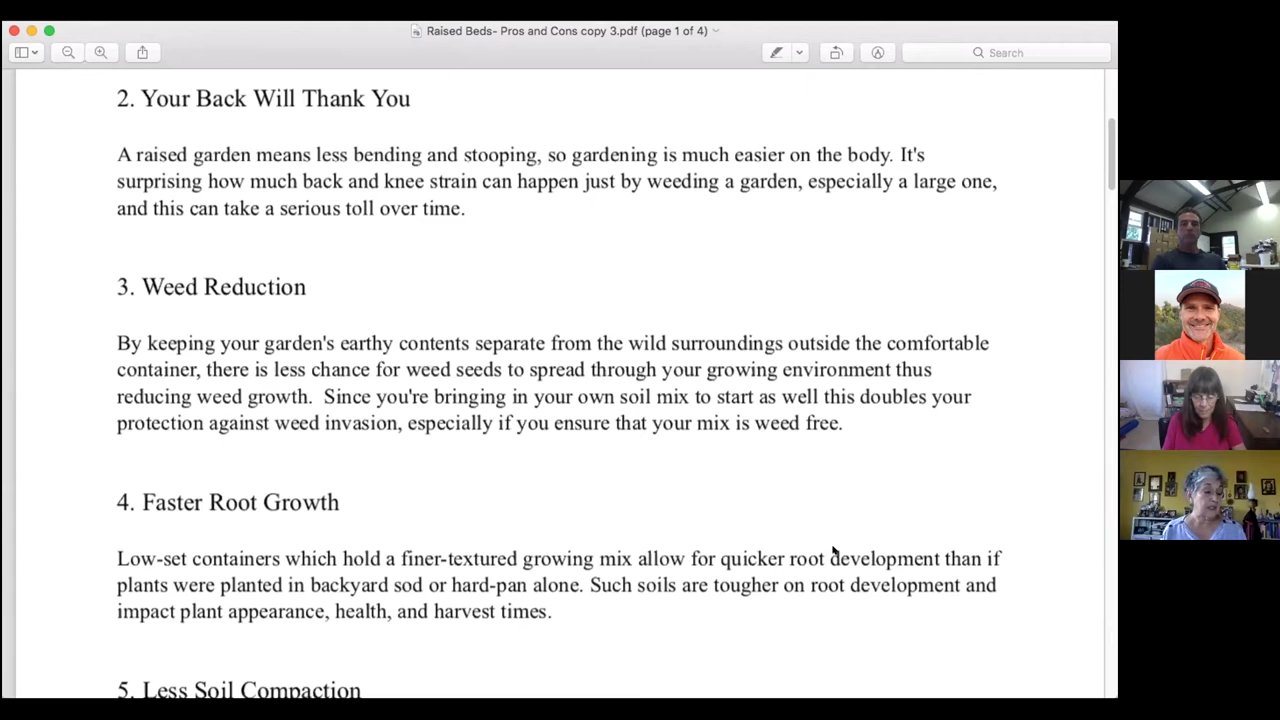 Raised Beds- Pros and Cons copy 3.pdf (page 1 of 4)
Search
2. Your Back Will Thank You
A raised garden means less bending and stooping, so gardening is much easier on the body. It's
surprising how much back and knee strain can happen just by weeding a garden, especially a large one,
and this can take a serious toll over time.
3. Weed Reduction
By keeping your garden's earthy contents separate from the wild surroundings outside the comfortable
container, there is less chance for weed seeds to spread through your growing environment thus
reducing weed growth.  Since you're bringing in your own soil mix to start as well this doubles your
protection against weed invasion, especially if you ensure that your mix is weed free.
4. Faster Root Growth
Low-set containers which hold a finer-textured growing mix allow for quicker root development than if
plants were planted in backyard sod or hard-pan alone. Such soils are tougher on root development and
impact plant appearance, health, and harvest times.
5. Less Soil Compaction